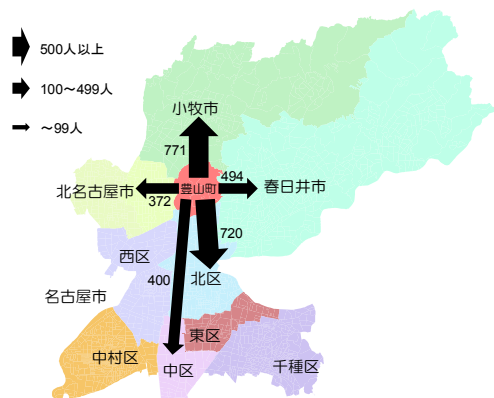 500人以上
100〜499人
〜99人
小牧市
771
494
北名古屋市
豊山町
春日井市
372
720
西区
400
北区
名古屋市
東区
中村区
中区
千種区